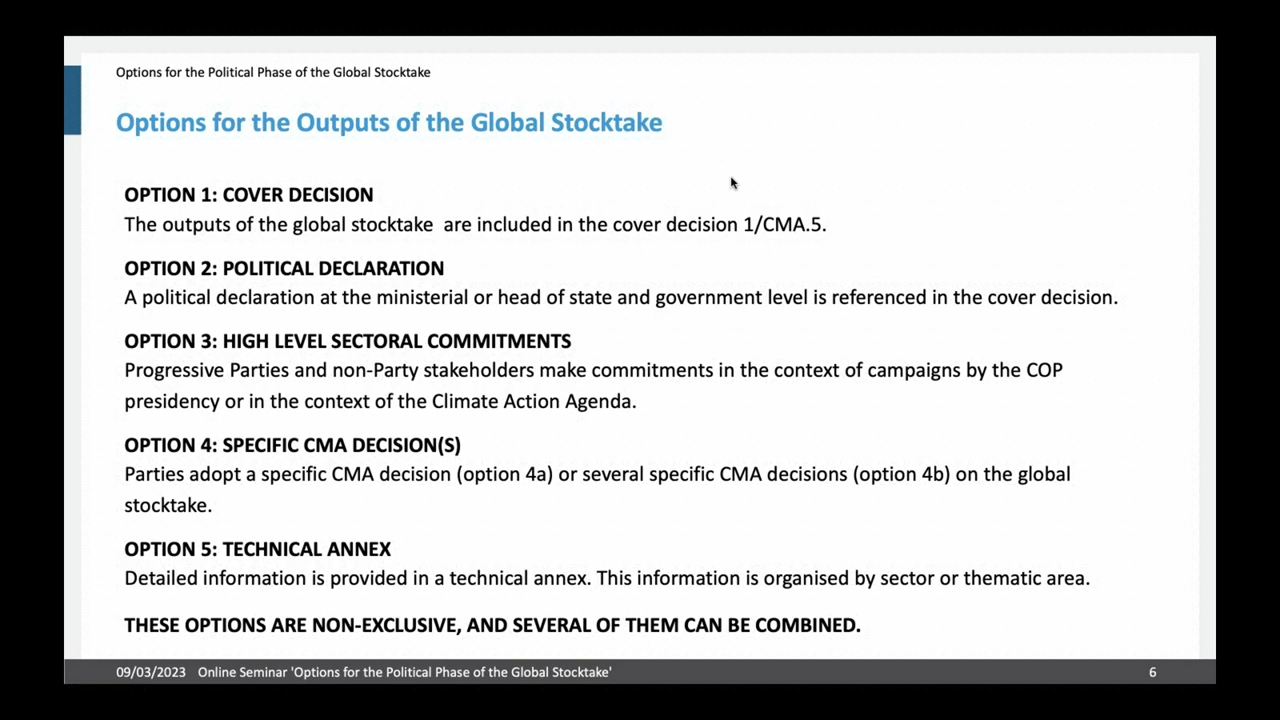 Options for the Political Phase of the Global Stocktake
Options for the Outputs of the Global Stocktake
OPTION 1: COVER DECISION
The outputs of the global stocktake  are included in the cover decision 1/CMA.5.
OPTION 2: POLITICAL DECLARATION
A political declaration at the ministerial or head of state and government level is referenced in the cover decision.
OPTION 3: HIGH LEVEL SECTORAL COMMITMENTS
Progressive Parties and non-Party stakeholders make commitments in the context of campaigns by the COP
presidency or in the context of the Climate Action Agenda.
OPTION 4: SPECIFIC CMA DECISION(S)
Parties adopt a specific CMA decision (option 4a) or several specific CMA decisions (option 4b) on the global
stocktake.
OPTION 5: TECHNICAL ANNEX
Detailed information is provided in a technical annex. This information is organised by sector or thematic area.
THESE OPTIONS ARE NON-EXCLUSIVE, AND SEVERAL OF THEM CAN BE COMBINED.
09/03/2023 Online Seminar 'Options for the Political Phase of the Global Stocktake' 6